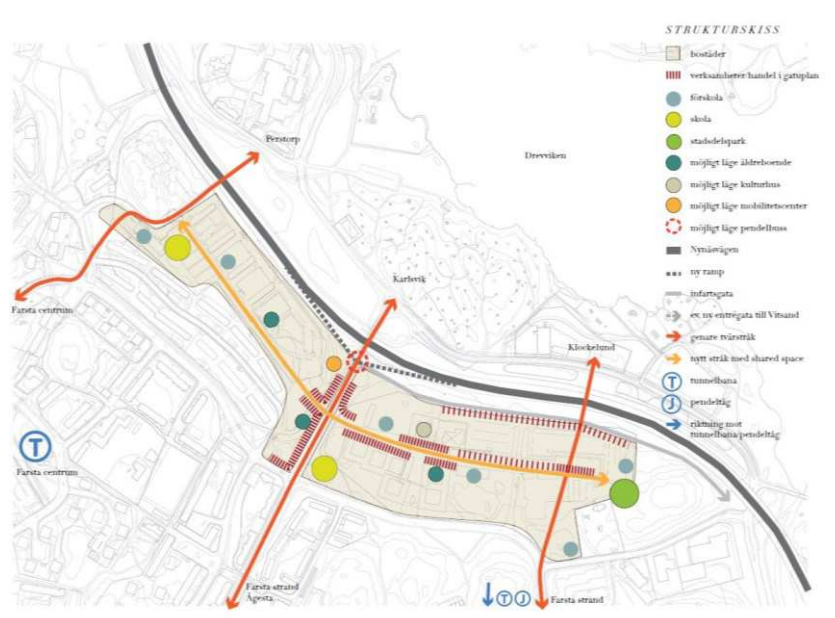 STRUKTURSKISS
bostäder
verksamheter/handel i gatuplan
förskola
skola
stadsdelspark
möjligt läge äldreboende
möjligt läge kulturhus
möjligt läge mobilitetscenter
möjligt läge pendelbuss
Nynäsvägen
ny ramp
infartsgata
ev. ny entrégata till Vitsand
genare tvärstråk
nytt stråk med shared space
T
tunnelbana
J
pendeltåg
riktning mot
tunnelbana/pendeltåg
Perstorp
Drevviken
Karlsvik
Farsta centrum
Klockelund
T
Farsta centrum
Farsta strand
Ågesta
T J
Farsta strand